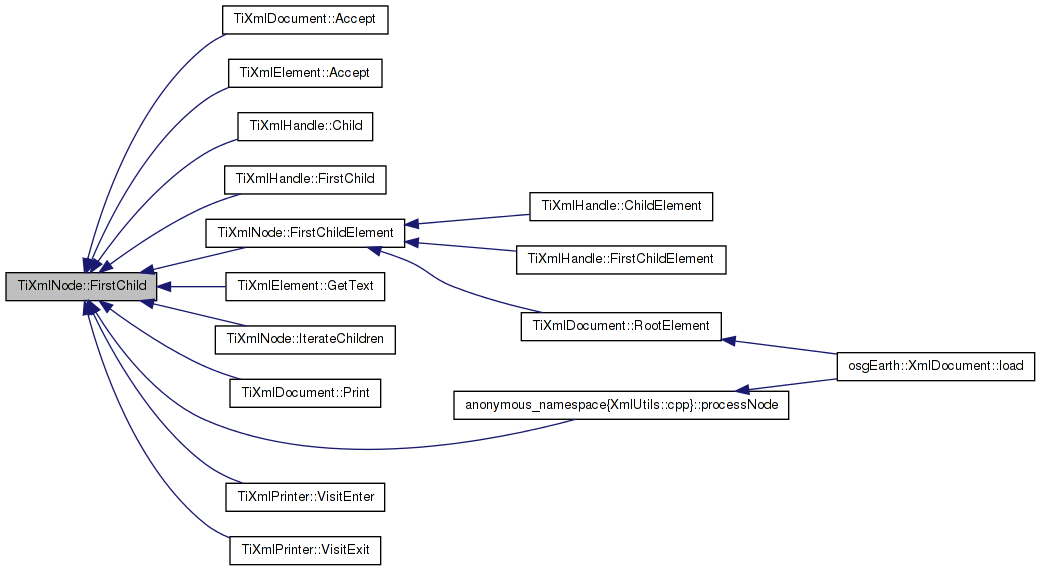 TiXmlDocument::Accept
TiXmlElement::Accept
TiXmlHandle::Child
TiXmlHandle::FirstChild
TiXmlHandle::ChildElement
TiXmlNode::FirstChildElement
TiXmlHandle::FirstChildElement
TiXmlNode::FirstChild
TiXmlElement::GetText
TiXmlDocument::RootElement
TiXmlNode::IterateChildren
osgEarth::XmlDocument::load
TiXmlDocument::Print
anonymous_namespace{XmlUtils::cpp}::processNode
TiXmlPrinter::VisitEnter
TiXmlPrinter::VisitExit